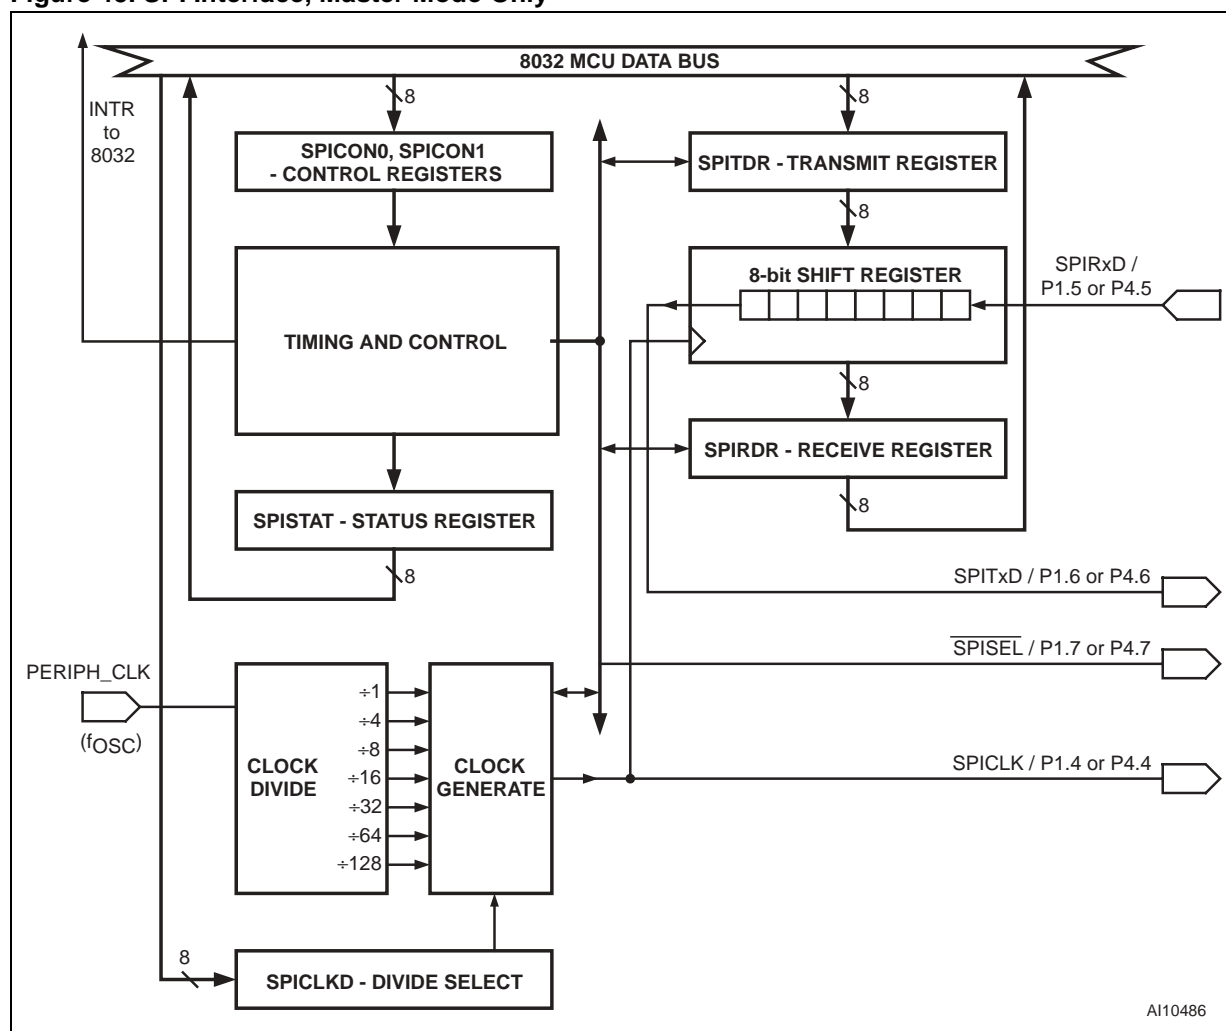 8032 MCU DATA BUS
INTR
to
8032
8
8
SPICON0, SPICON1
- CONTROL REGISTERS
SPITDR - TRANSMIT REGISTER
8
8-bit SHIFT REGISTER
SPIRxD /
P1.5 or P4.5
TIMING AND CONTROL
8
SPIRDR - RECEIVE REGISTER
SPISTAT - STATUS REGISTER
8
8
SPITxD / P1.6 or P4.6
SPISEL / P1.7 or P4.7
PERIPH_CLK
(fOSC)
÷1
÷4
÷8
÷16
÷32
÷64
÷128
CLOCK
DIVIDE
CLOCK
GENERATE
SPICLK / P1.4 or P4.4
8
SPICLKD - DIVIDE SELECT
AI10486